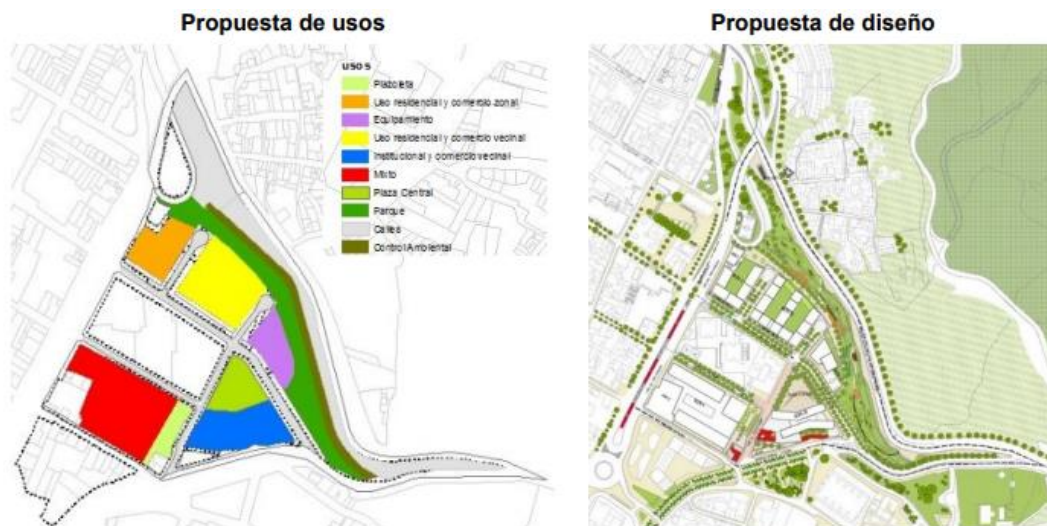 Propuesta de usos
Propuesta de diseño
usos
Plazoleta
Uso residencial y comercio zonal
Equipamiento
Uso residencial y comercio vecinal
Institucional y comercio vecinal
Mixto
Plaza Central
Parque
Calles
Control Ambiental